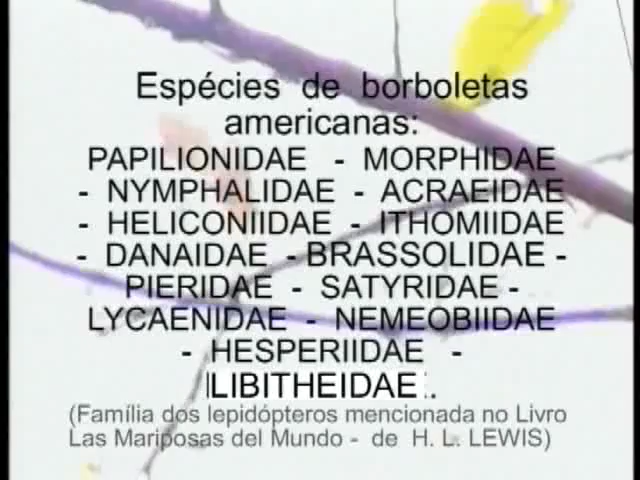 Espécies de borboletas
americanas:
PAPILIONIDAE - MORPHIDAE
- NYMPHALIDAE - ACRAEIDAE
- HELICONIIDAE - ITHOMIIDAE
- DANAIDAE - BRASSOLIDAE -
PIERIDAE - SATYRIDAE -
LYCAENIDAE - NEMEOBIIDAE
- HESPERIIDAE -
LIBITHEIDAE .
(Família dos lepidópteros mencionada no Livro
Las Mariposas del Mundo - de H. L. LEWIS)